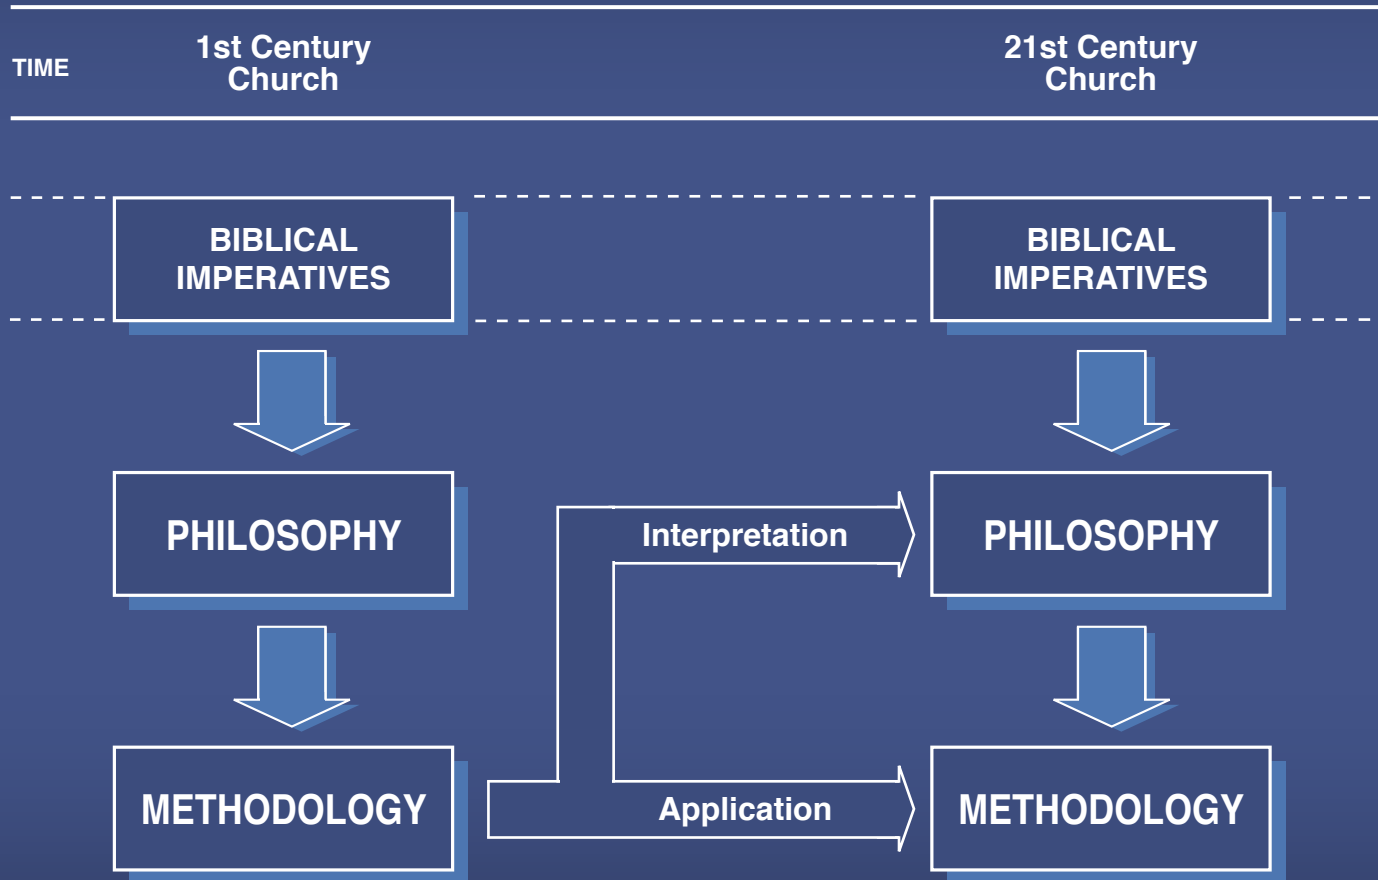 TIME
1st Century
Church
21st Century
Church
BIBLICAL
IMPERATIVES
BIBLICAL
IMPERATIVES
PHILOSOPHY
Interpretation
PHILOSOPHY
METHODOLOGY
Application
METHODOLOGY